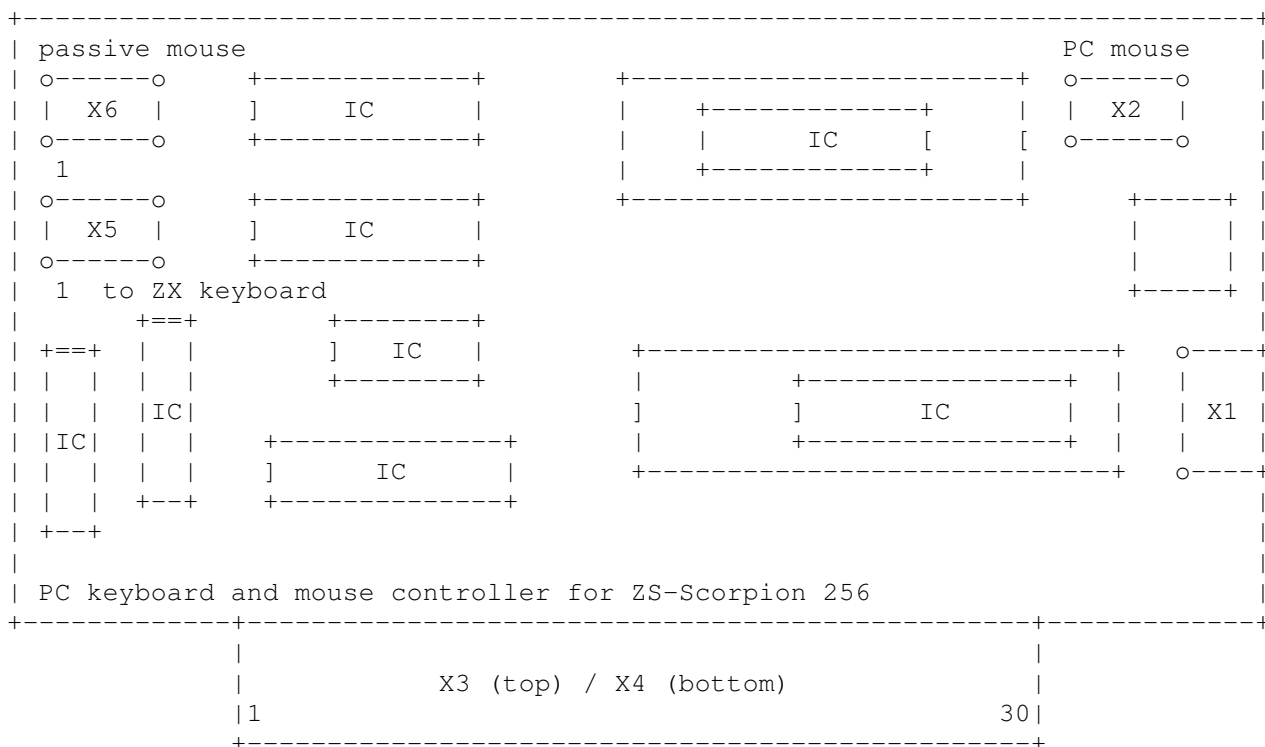 passive mouse PC mouse
X6 IC X2
IC
1
X5 IC
1 to ZX keyboard
IC
IC IC X1
IC IC
PC keyboard and mouse controller for ZS-Scorpion 256
X3 (top) / X4 (bottom)
1 30